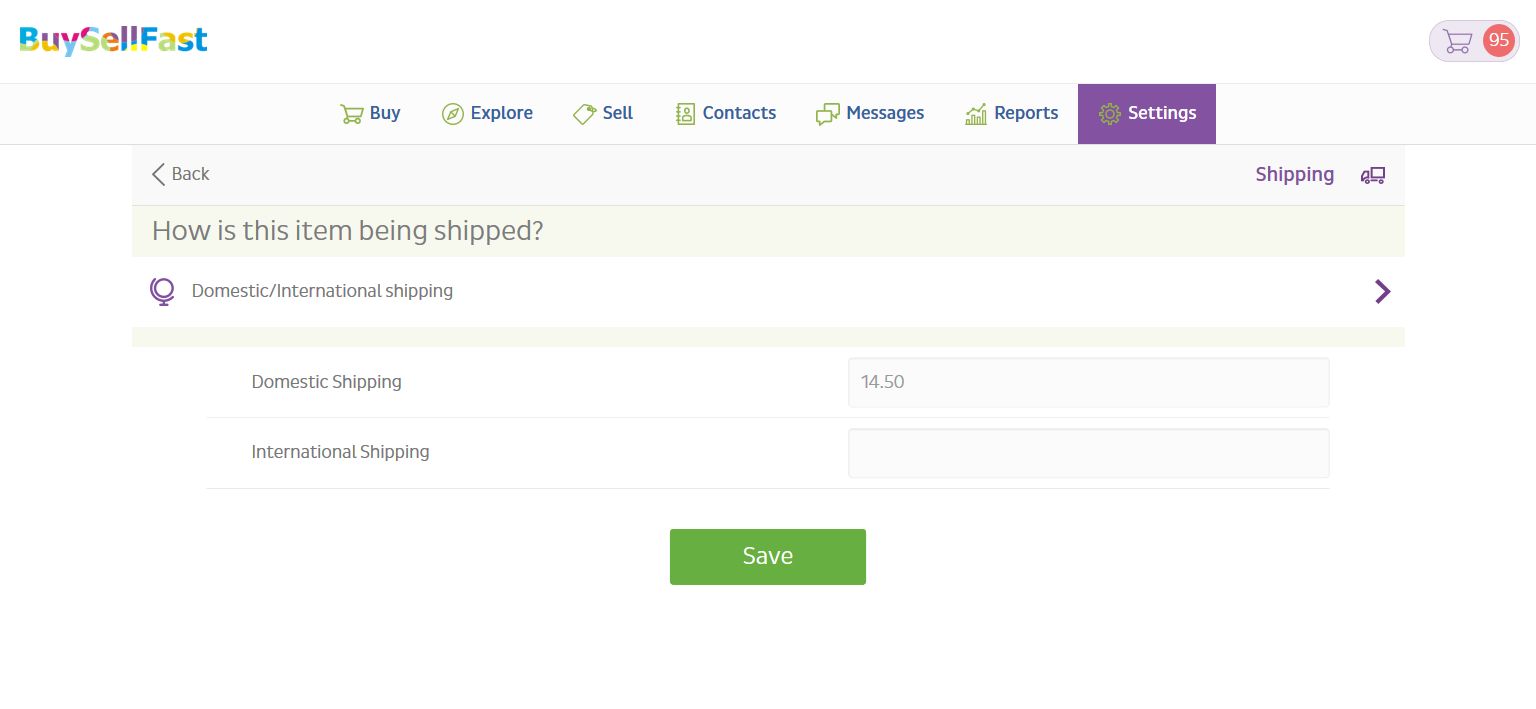 BuySellFast
95
Buy
Explore
Sell
Contacts
Messages
Reports
Settings
Back
Shipping
How is this item being shipped?
Domestic/International shipping
Domestic Shipping
14.50
International Shipping
Save